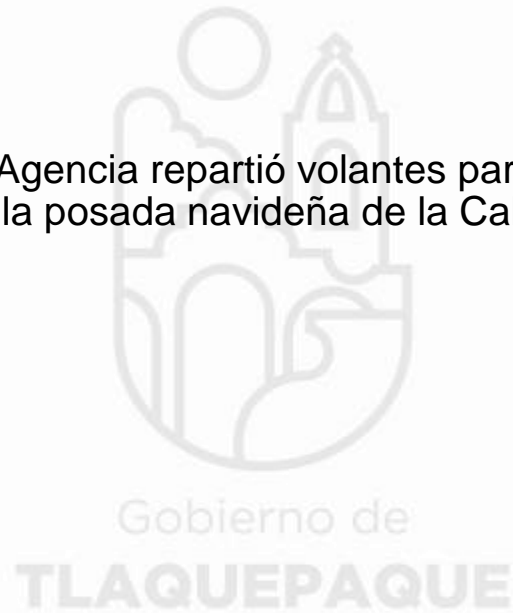 Agencia repartió volantes par
la posada navideña de la Ca
Gobierno de
TLAQUEPAQUE